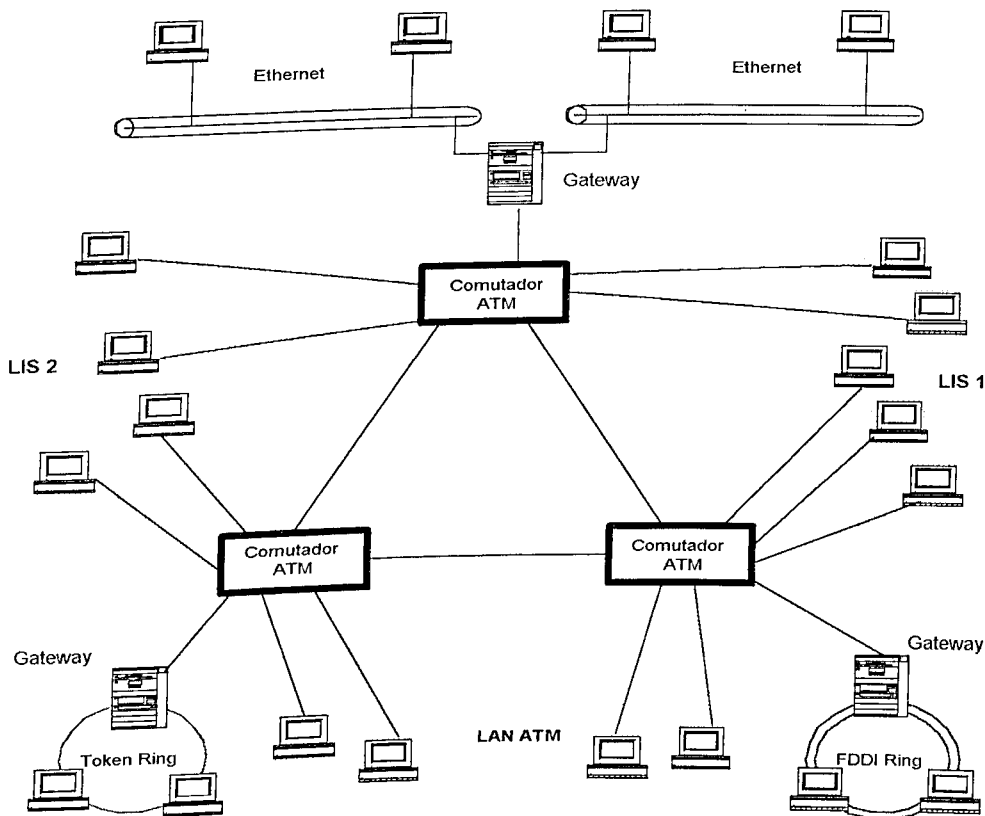 Ethernet
Ethernet
Gateway
Comutador
ATM
LIS 2
LIS 1
Comutador
ATM
Comutador
ATM
Gateway
Gateway
LAN ATM
Token Ring
FDDI Ring